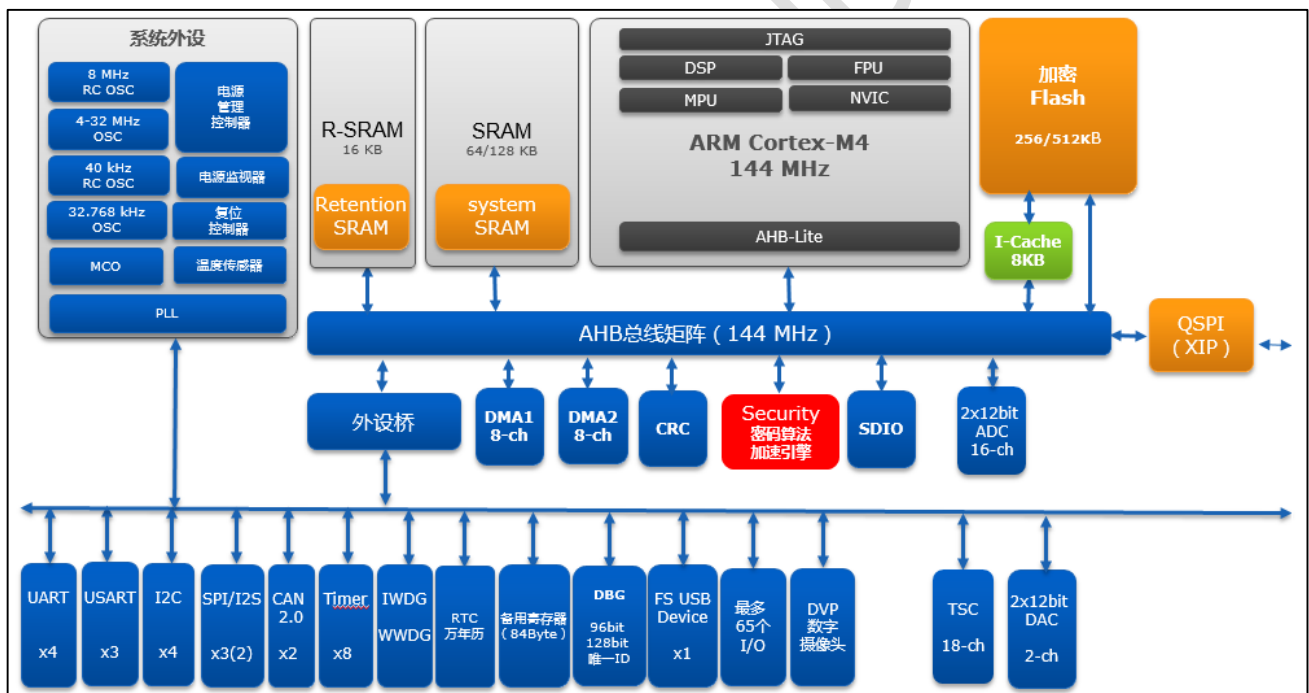 系统外设
8 MHz
RC OSC
电源
管理
控制器
4-32 MHz
OSC
40 kHz
RC OSC
电源监视器
32.768 kHz
OSC
复位
控制器
MCO
温度传感器
PLL
R-SRAM
16 KB
Retention
SRAM
SRAM
64/128 KB
system
SRAM
JTAG
DSP
FPU
MPU
NVIC
ARM Cortex-M4
144 MHz
AHB-Lite
加密
Flash
256/512KB
I-Cache
8KB
AHB总线矩阵（144 MHz）
QSPI
（XIP）
外设桥
DMA1
8-ch
DMA2
8-ch
CRC
Security
密码算法
加速引擎
SDIO
2x12bit
ADC
16-ch
UART
x4
USART
x3
I2C
x4
SPI/I2S
x3(2)
CAN
2.0
x2
Timer
x8
IWDG
WWDG
RTC
万年历
备用寄存器
（84Byte）
DBG
96bit
128bit
唯一ID
FS USB
Device
x1
最多
65个
I/O
DVP
数字
摄像头
TSC
18-ch
2x12bit
DAC
2-ch